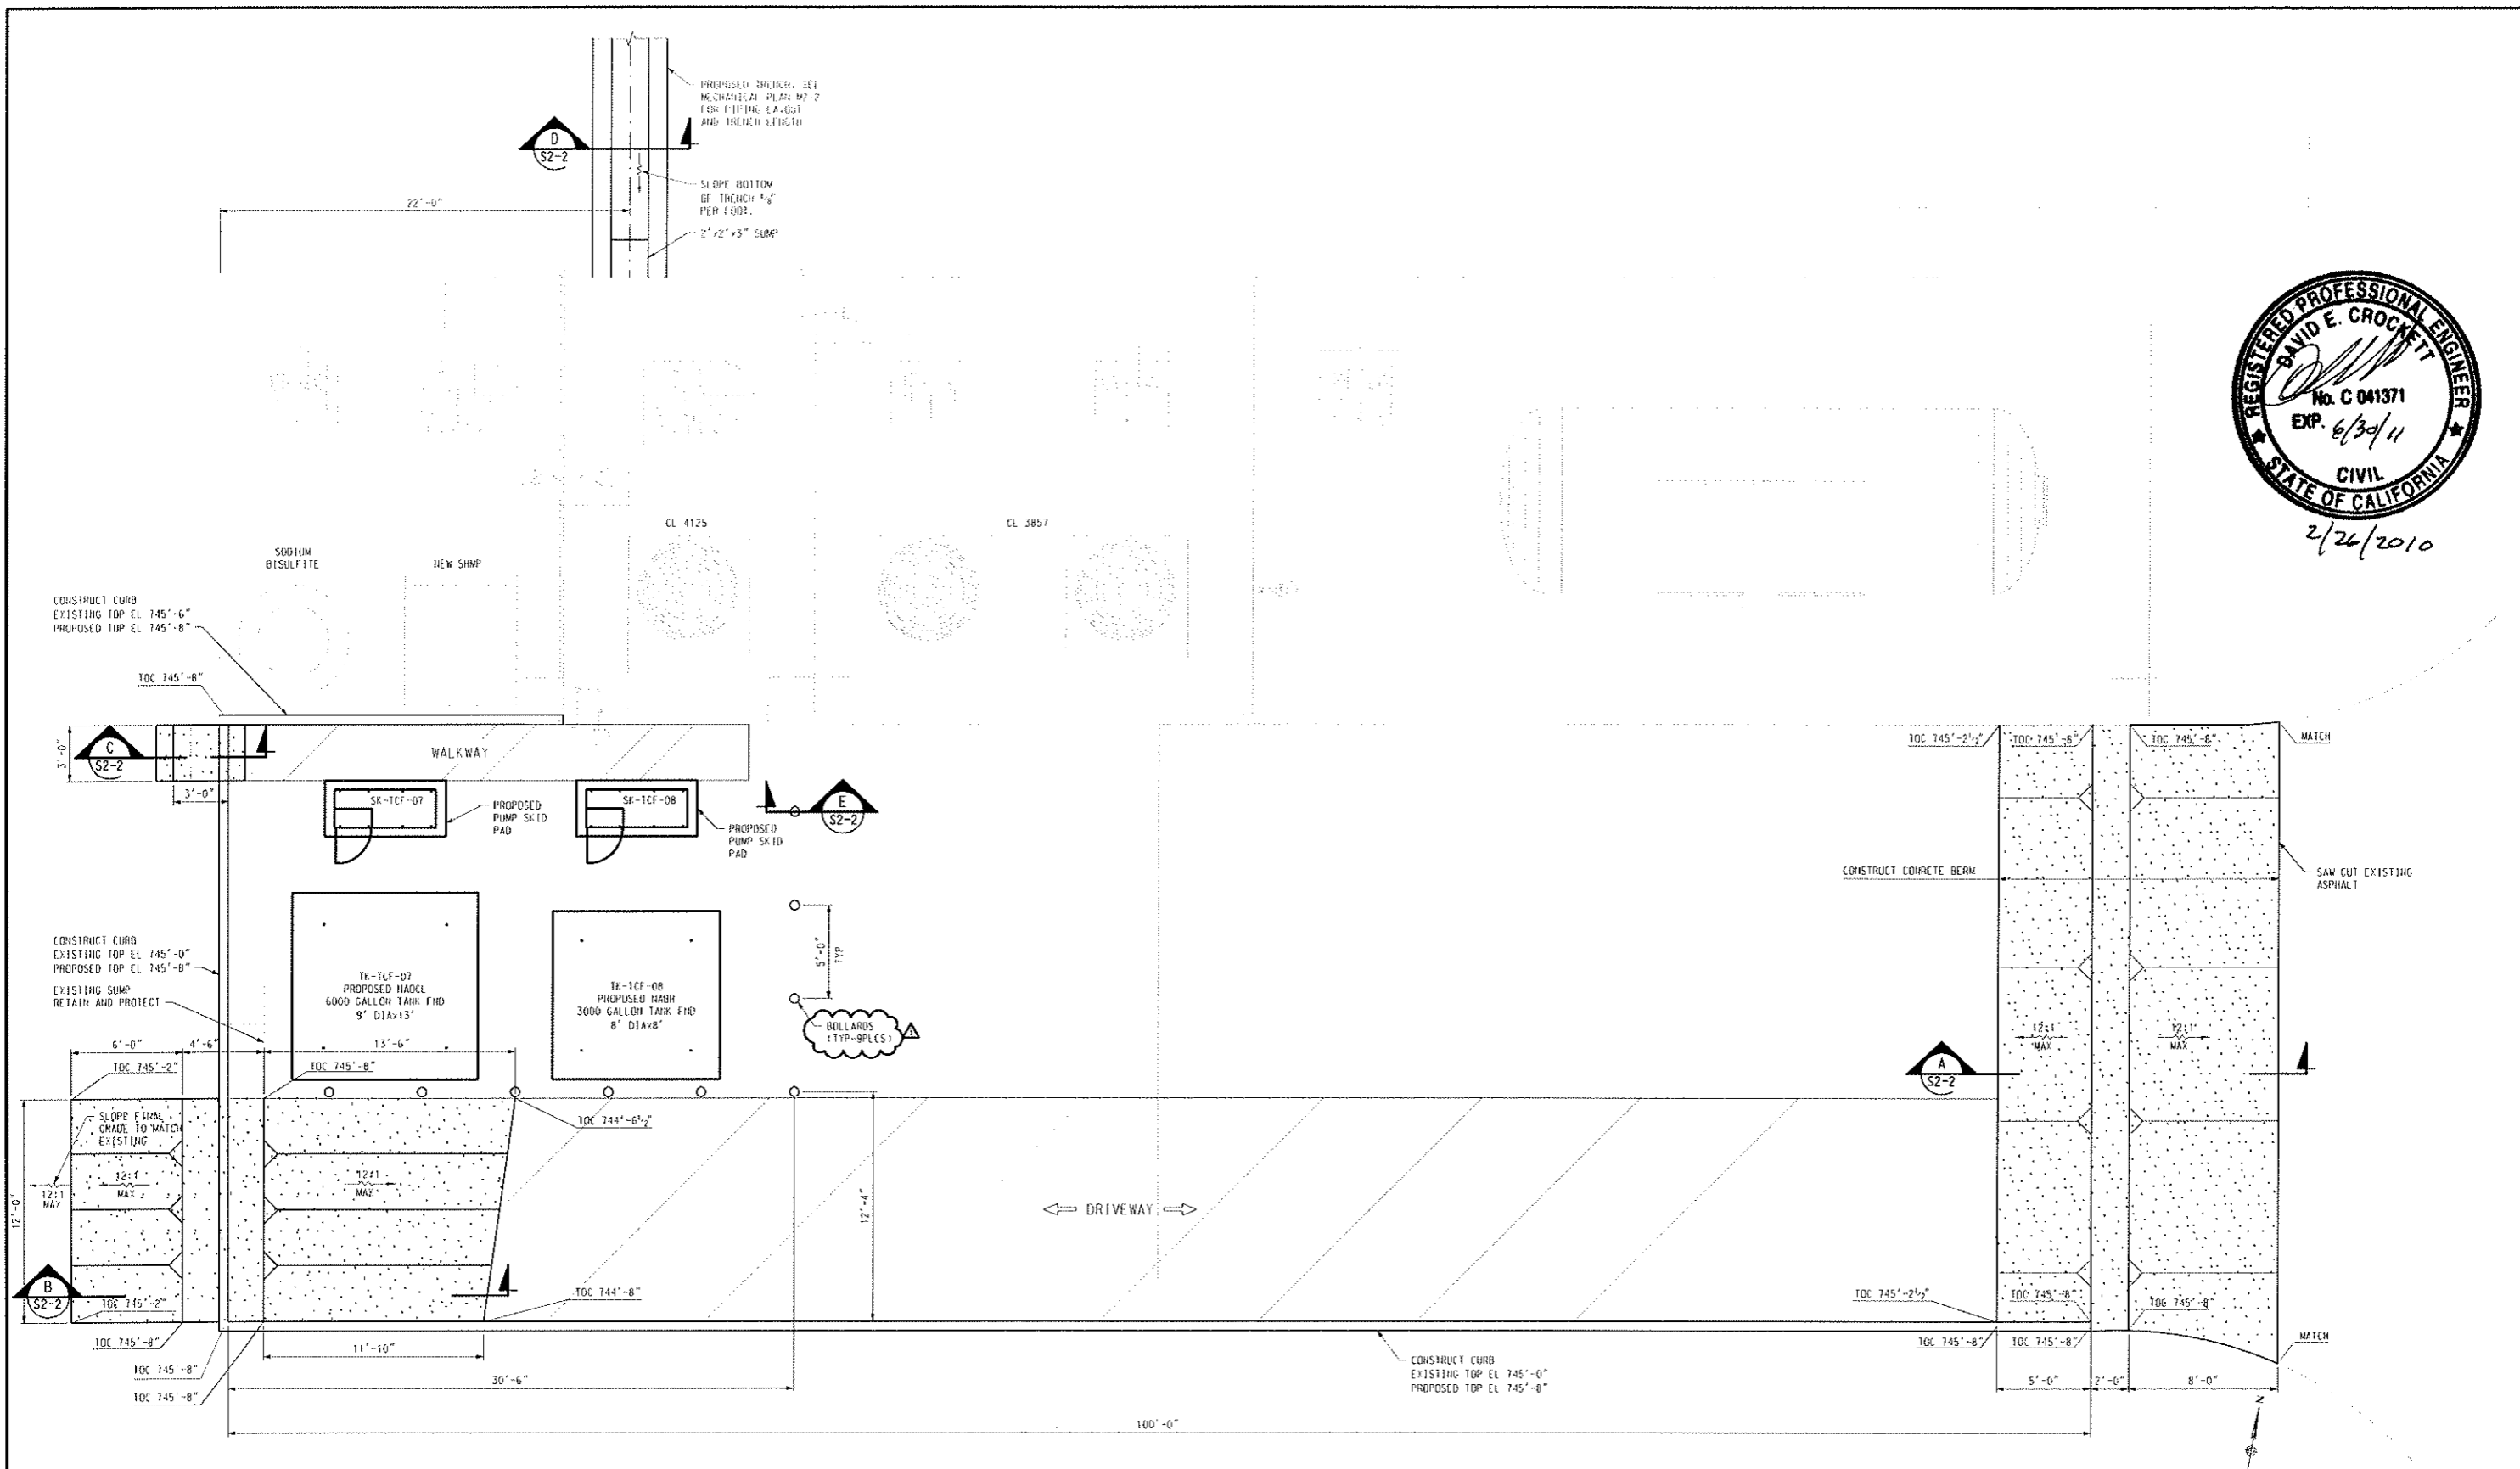 PROPOSED TRENCH, SEE
MECHANICAL PLAN M2-2
FOR PIPING LAYOUT
AND TRENCH LENGTH
D
S2-2
SLOPE BOTTOM
OF TRENCH
PER FOOT.
22'-0"
2'x2'x3" SUMP
REGISTERED PROFESSIONAL ENGINEER
DAVID E. CROCKETT
No. C 041371
EXP. 6/30/11
CIVIL
STATE OF CALIFORNIA
2/26/2010
CL 4125
CL 3857
SODIUM
BISULFITE
NEW SHMP
CONSTRUCT CURB
EXISTING TOP EL 745'-6"
PROPOSED TOP EL 745'-8"
TOC 745'-8"
3'-0"
C
S2-2
WALKWAY
3'-0"
SK-TCF-07
PROPOSED
PUMP SKID
PAD
SK-TCF-08
PROPOSED
PUMP SKID
PAD
E
S2-2
TOC 745'-2½"
TOC 745'-8"
TOC 745'-8"
MATCH
CONSTRUCT CONRETE BERM
SAW CUT EXISTING
ASPHALT
CONSTRUCT CURB
EXISTING TOP EL 745'-0"
PROPOSED TOP EL 745'-8"
EXISTING SUMP
RETAIN AND PROTECT
TK-TCF-07
PROPOSED NAOCL
6000 GALLON TANK FND
9' DIAx13'
TK-TCF-08
PROPOSED NABR
3000 GALLON TANK FND
8' DIAx8'
5'-0"
TYP
BOLLARDS
(TYP-9PLCS)
6'-0"
4'-6"
13'-6"
TOC 745'-2"
TOC 745'-8"
TOC 744'-6½"
12:1
MAX
12:1
MAX
A
S2-2
SLOPE FINAL
GRADE TO MATCH
EXISTING
12:1
MAX
12:1
MAX
12:1
MAX
12'-0"
12'-4"
DRIVEWAY
B
S2-2
TOC 745'-2"
TOC 744'-8"
TOC 745'-8"
TOC 745'-8"
TOC 745'-8"
11'-10"
30'-6"
TOC 745'-2½"
TOC 745'-8"
TOC 745'-8"
TOC 745'-8"
TOC 745'-8"
MATCH
CONSTRUCT CURB
EXISTING TOP EL 745'-0"
PROPOSED TOP EL 745'-8"
5'-0"
2'-0"
8'-0"
100'-0"
N